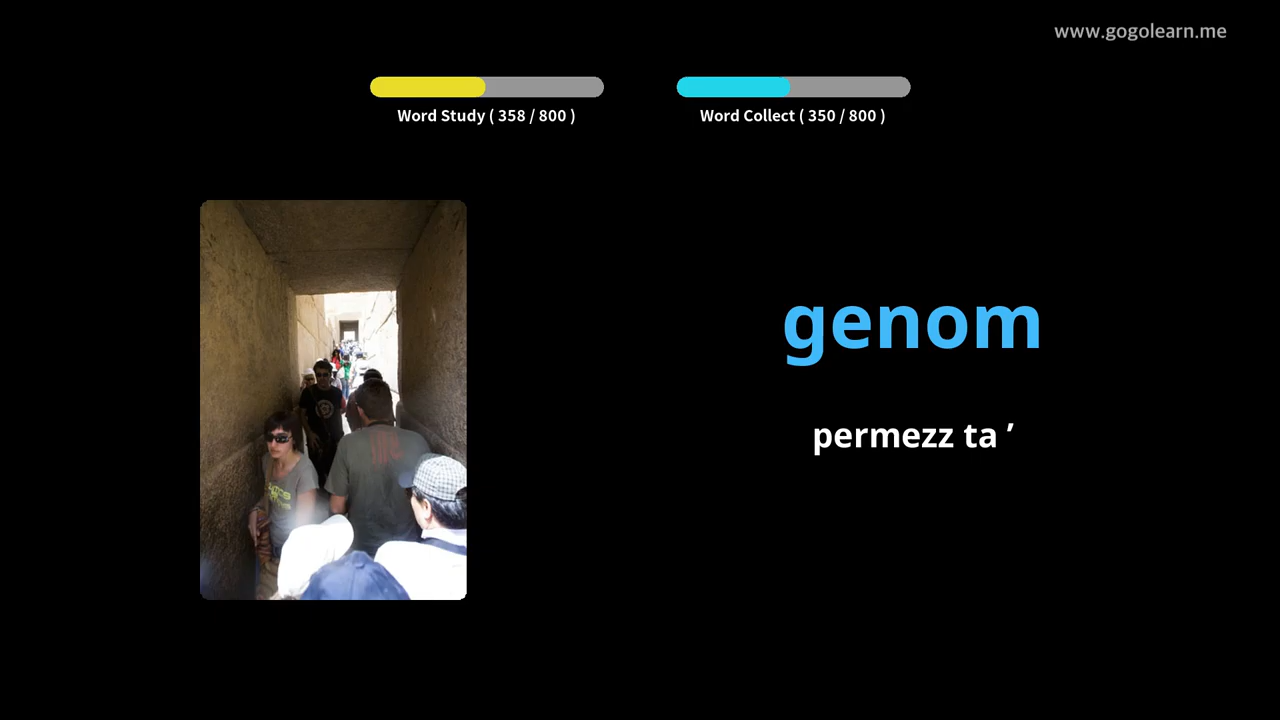 www.gogolearn.me
Word Study ( 358 / 800 )
Word Collect ( 350 / 800 )
genom
permezz ta ’